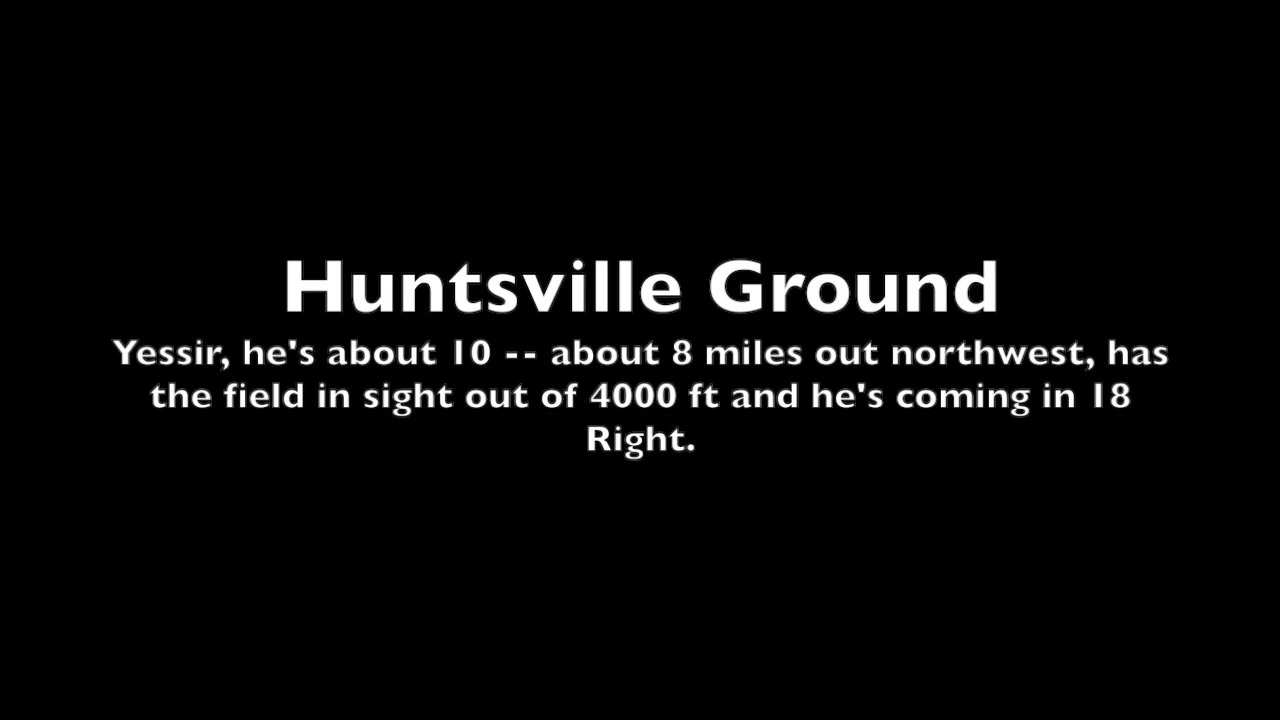 Huntsville Ground
Yessir, he's about 10 -- about 8 miles out northwest, has
the field in sight out of 4000 ft and he's coming in 18
Right.